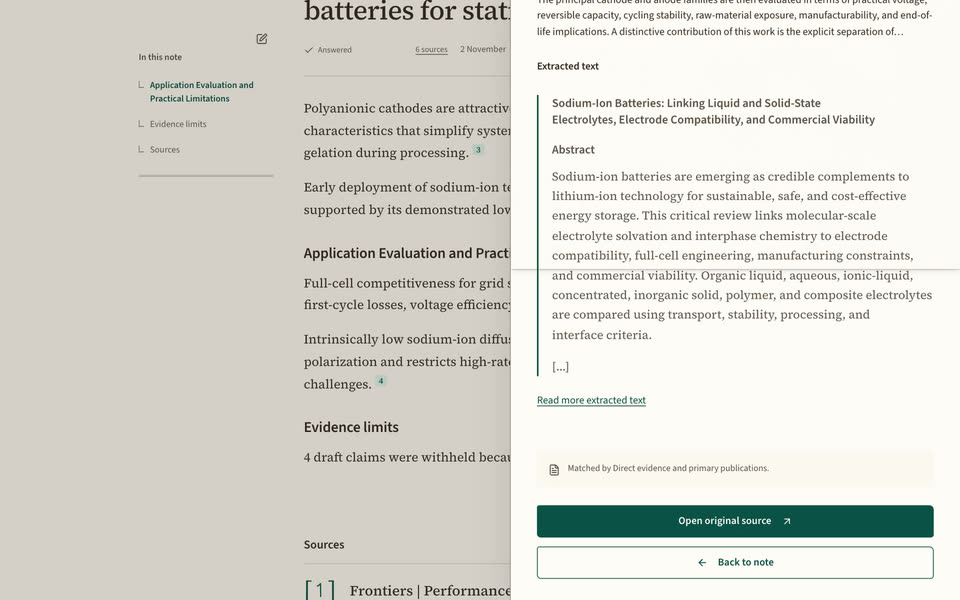 batteries for stat
In this note
Application Evaluation and
Practical Limitations
Evidence limits
Sources
Answered
6 sources
2 November
Polyanionic cathodes are attractiv
characteristics that simplify system
gelation during processing. 3
Early deployment of sodium-ion te
supported by its demonstrated low
Application Evaluation and Practi
Full-cell competitiveness for grid s
first-cycle losses, voltage efficiency
Intrinsically low sodium-ion diffus
polarization and restricts high-rate
challenges. 4
Evidence limits
4 draft claims were withheld becau
Sources
[1] Frontiers | Performance
The principal cathode and anode families are then evaluated in terms of practical voltage,
reversible capacity, cycling stability, raw-material exposure, manufacturability, and end-of-
life implications. A distinctive contribution of this work is the explicit separation of…
Extracted text
Sodium-Ion Batteries: Linking Liquid and Solid-State
Electrolytes, Electrode Compatibility, and Commercial Viability
Abstract
Sodium-ion batteries are emerging as credible complements to
lithium-ion technology for sustainable, safe, and cost-effective
energy storage. This critical review links molecular-scale
electrolyte solvation and interphase chemistry to electrode
compatibility, full-cell engineering, manufacturing constraints,
and commercial viability. Organic liquid, aqueous, ionic-liquid,
concentrated, inorganic solid, polymer, and composite electrolytes
are compared using transport, stability, processing, and
interface criteria.
[...]
Read more extracted text
Matched by Direct evidence and primary publications.
Open original source
Back to note